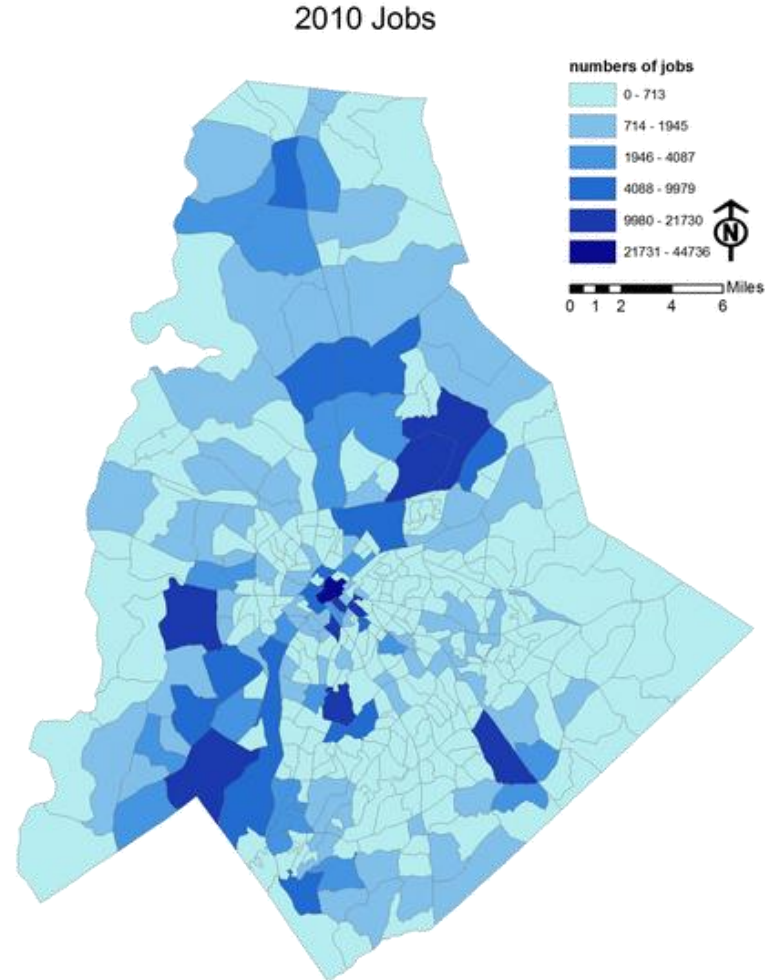 2010 Jobs
numbers of jobs
0 - 713
714 - 1945
1946 - 4087
4088 - 9979
9980 - 21730
21731 - 44736
N
Miles
0 1 2 4 6